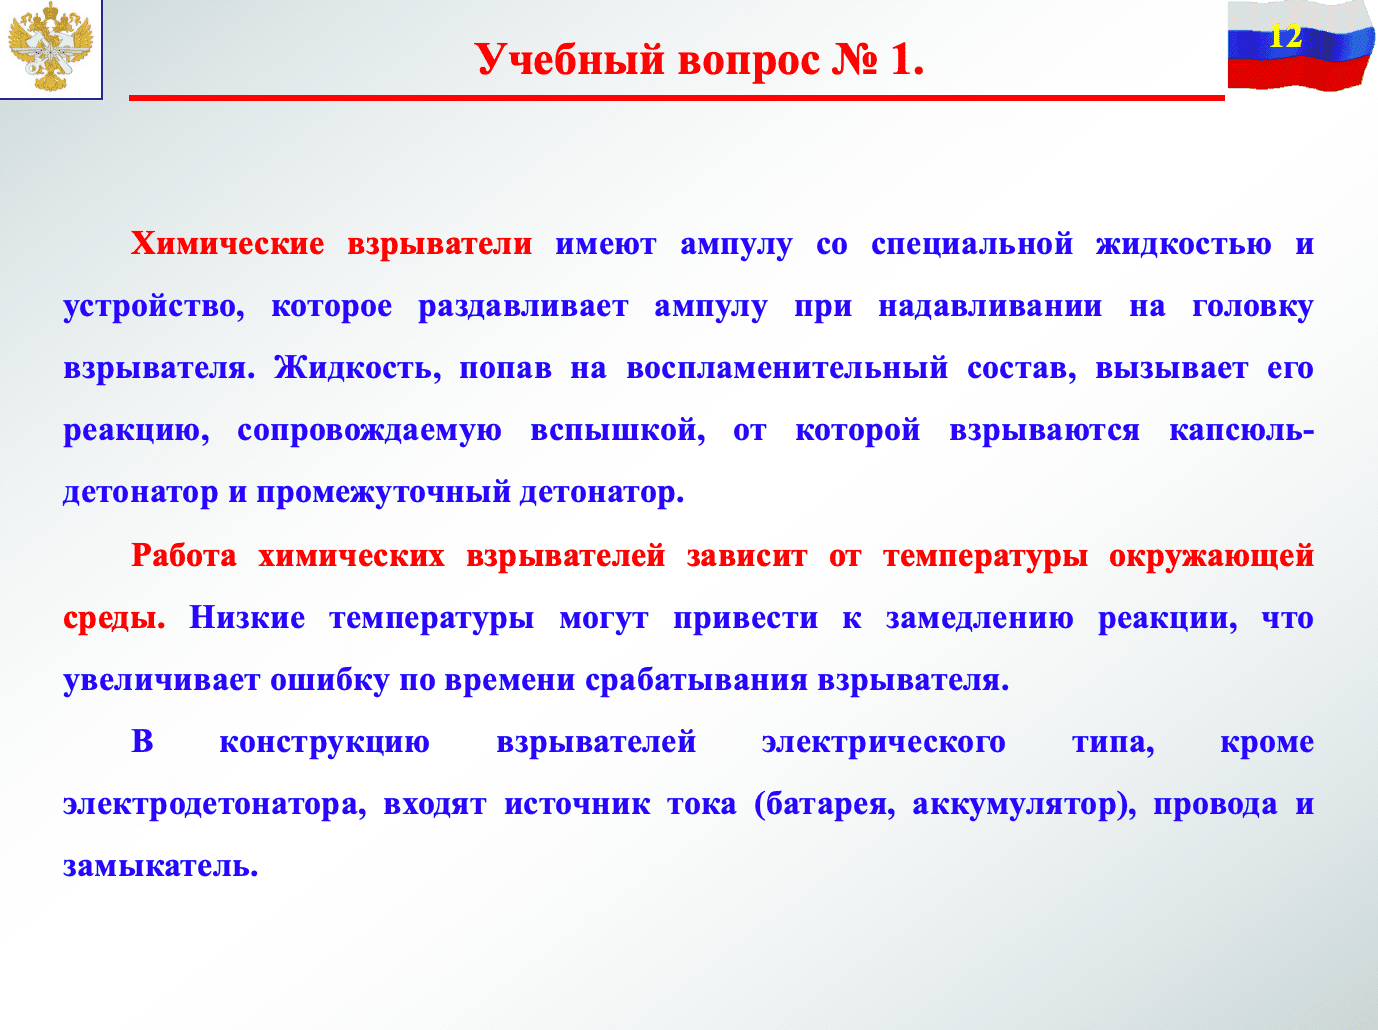 12
Учебный вопрос № 1.
Химические взрыватели имеют ампулу со специальной жидкостью и
устройство, которое раздавливает ампулу при надавливании на головку
взрывателя. Жидкость, попав на воспламенительный состав, вызывает его
реакцию, сопровождаемую вспышкой, от которой взрываются капсюль-
детонатор и промежуточный детонатор.
Работа химических взрывателей зависит от температуры окружающей
среды. Низкие температуры могут привести к замедлению реакции, что
увеличивает ошибку по времени срабатывания взрывателя.
В конструкцию взрывателей электрического типа, кроме
электродетонатора, входят источник тока (батарея, аккумулятор), провода и
замыкатель.